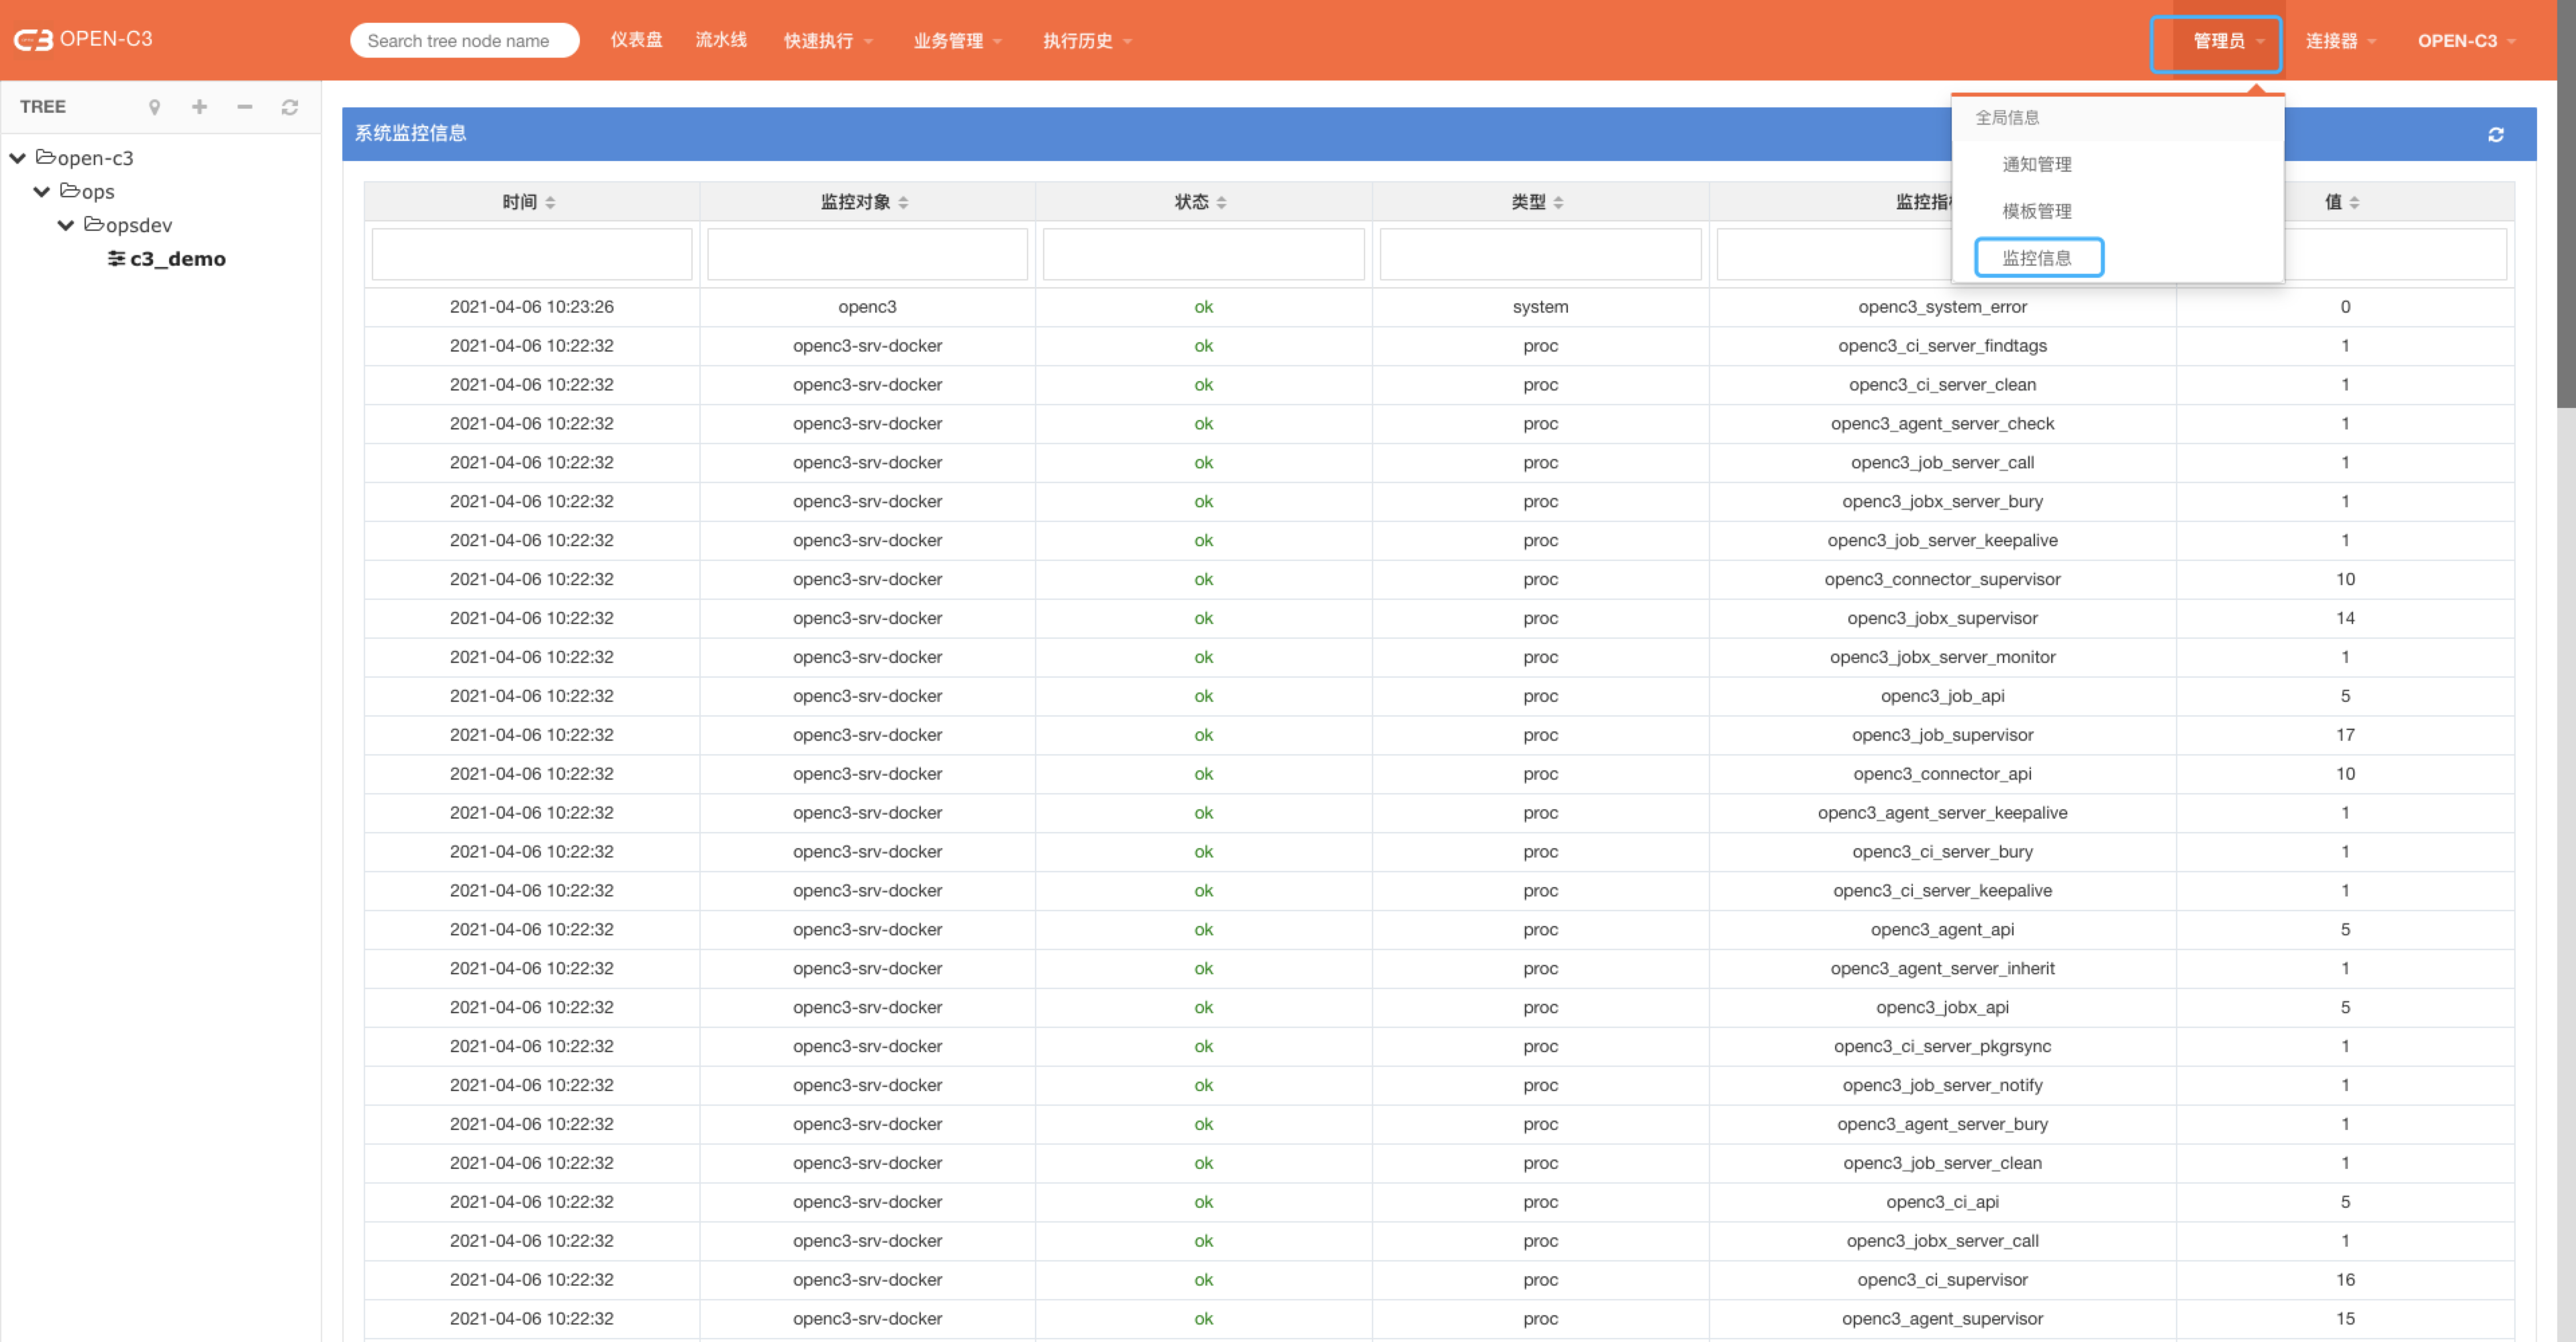 OPEN-C3
Search tree node name 仪表盘 流水线 快速执行 业务管理 执行历史 管理员 连接器 OPEN-C3
TREE
open-c3
ops
opsdev
c3_demo
全局信息
通知管理
模板管理
监控信息
系统监控信息
时间 监控对象 状态 类型 监控指 值
2021-04-06 10:23:26 openc3 ok system openc3_system_error 0
2021-04-06 10:22:32 openc3-srv-docker ok proc openc3_ci_server_findtags 1
2021-04-06 10:22:32 openc3-srv-docker ok proc openc3_ci_server_clean 1
2021-04-06 10:22:32 openc3-srv-docker ok proc openc3_agent_server_check 1
2021-04-06 10:22:32 openc3-srv-docker ok proc openc3_job_server_call 1
2021-04-06 10:22:32 openc3-srv-docker ok proc openc3_jobx_server_bury 1
2021-04-06 10:22:32 openc3-srv-docker ok proc openc3_job_server_keepalive 1
2021-04-06 10:22:32 openc3-srv-docker ok proc openc3_connector_supervisor 10
2021-04-06 10:22:32 openc3-srv-docker ok proc openc3_jobx_supervisor 14
2021-04-06 10:22:32 openc3-srv-docker ok proc openc3_jobx_server_monitor 1
2021-04-06 10:22:32 openc3-srv-docker ok proc openc3_job_api 5
2021-04-06 10:22:32 openc3-srv-docker ok proc openc3_job_supervisor 17
2021-04-06 10:22:32 openc3-srv-docker ok proc openc3_connector_api 10
2021-04-06 10:22:32 openc3-srv-docker ok proc openc3_agent_server_keepalive 1
2021-04-06 10:22:32 openc3-srv-docker ok proc openc3_ci_server_bury 1
2021-04-06 10:22:32 openc3-srv-docker ok proc openc3_ci_server_keepalive 1
2021-04-06 10:22:32 openc3-srv-docker ok proc openc3_agent_api 5
2021-04-06 10:22:32 openc3-srv-docker ok proc openc3_agent_server_inherit 1
2021-04-06 10:22:32 openc3-srv-docker ok proc openc3_jobx_api 5
2021-04-06 10:22:32 openc3-srv-docker ok proc openc3_ci_server_pkgrsync 1
2021-04-06 10:22:32 openc3-srv-docker ok proc openc3_job_server_notify 1
2021-04-06 10:22:32 openc3-srv-docker ok proc openc3_agent_server_bury 1
2021-04-06 10:22:32 openc3-srv-docker ok proc openc3_job_server_clean 1
2021-04-06 10:22:32 openc3-srv-docker ok proc openc3_ci_api 5
2021-04-06 10:22:32 openc3-srv-docker ok proc openc3_jobx_server_call 1
2021-04-06 10:22:32 openc3-srv-docker ok proc openc3_ci_supervisor 16
2021-04-06 10:22:32 openc3-srv-docker ok proc openc3_agent_supervisor 15